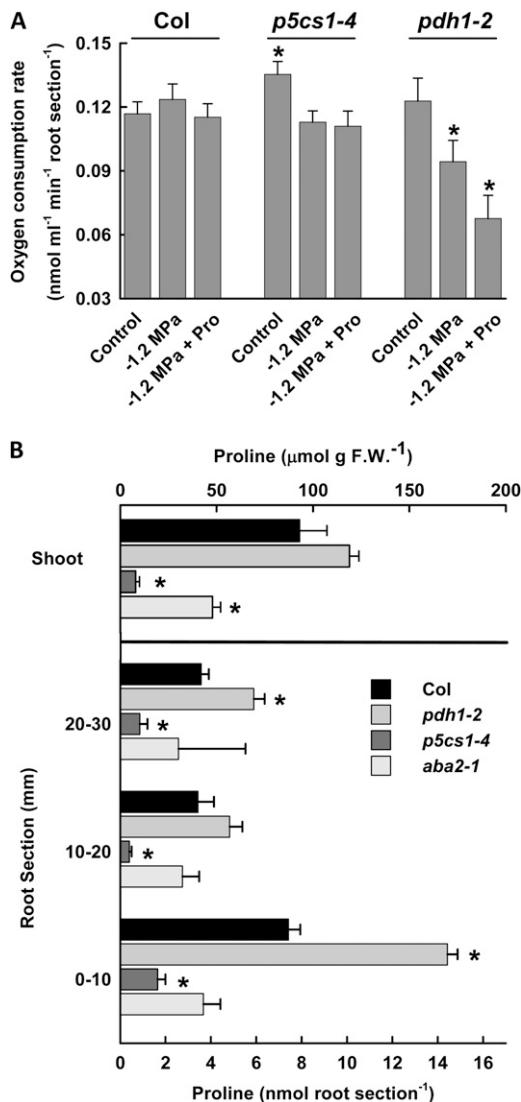 A
Col
p5cs1-4
pdh1-2
Oxygen consumption rate
(nmol ml-1 min-1 root section-1)
0.15
0.12
0.09
0.06
0.03
*
*
*
Control
-1.2 MPa
-1.2 MPa + Pro
Control
-1.2 MPa
-1.2 MPa + Pro
Control
-1.2 MPa
-1.2 MPa + Pro
B
Proline (μmol g F.W.-1)
0 50 100 150 200
Shoot
*
*
Root Section (mm)
20-30
*
*
Col
pdh1-2
p5cs1-4
aba2-1
10-20
*
0-10
*
*
0 2 4 6 8 10 12 14 16
Proline (nmol root section-1)